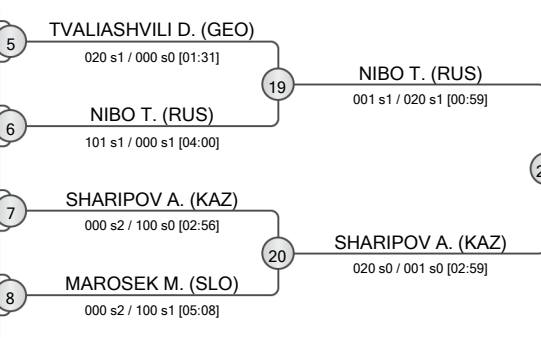 TVALIASHVILI D. (GEO)
5
020 s1 / 000 s0 [01:31]
19
NIBO T. (RUS)
001 s1 / 020 s1 [00:59]
NIBO T. (RUS)
6
101 s1 / 000 s1 [04:00]
SHARIPOV A. (KAZ)
7
000 s2 / 100 s0 [02:56]
20
SHARIPOV A. (KAZ)
020 s0 / 001 s0 [02:59]
MAROSEK M. (SLO)
8
000 s2 / 100 s1 [05:08]